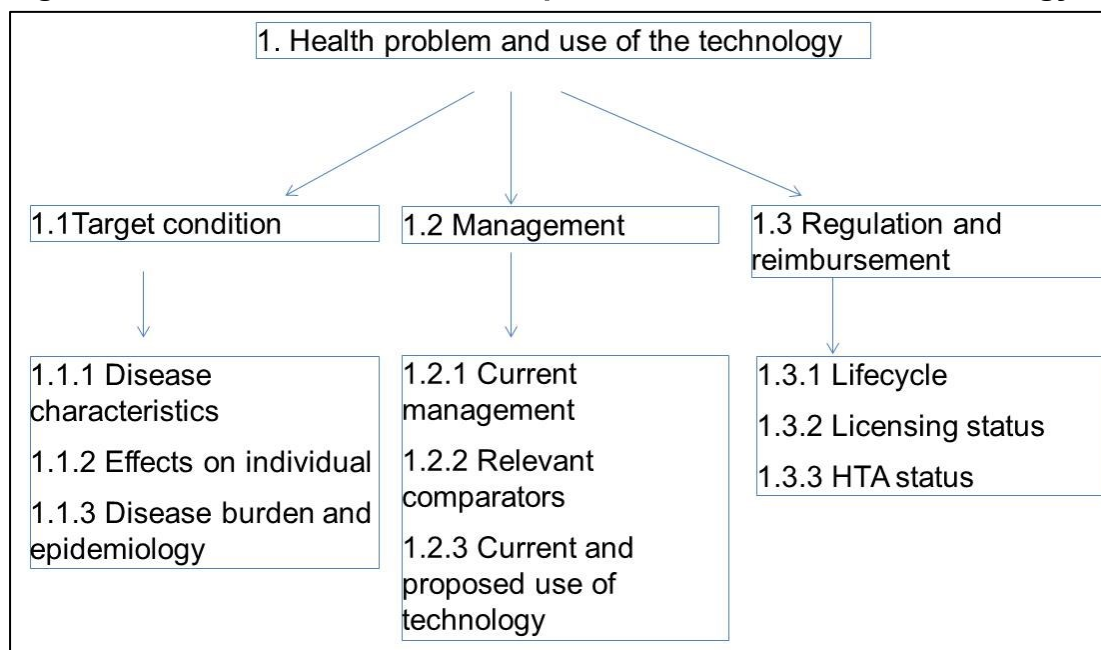 1. Health problem and use of the technology
1.1Target condition
1.2 Management
1.3 Regulation and
reimbursement
1.1.1 Disease
characteristics
1.1.2 Effects on individual
1.1.3 Disease burden and
epidemiology
1.2.1 Current
management
1.2.2 Relevant
comparators
1.2.3 Current and
proposed use of
technology
1.3.1 Lifecycle
1.3.2 Licensing status
1.3.3 HTA status